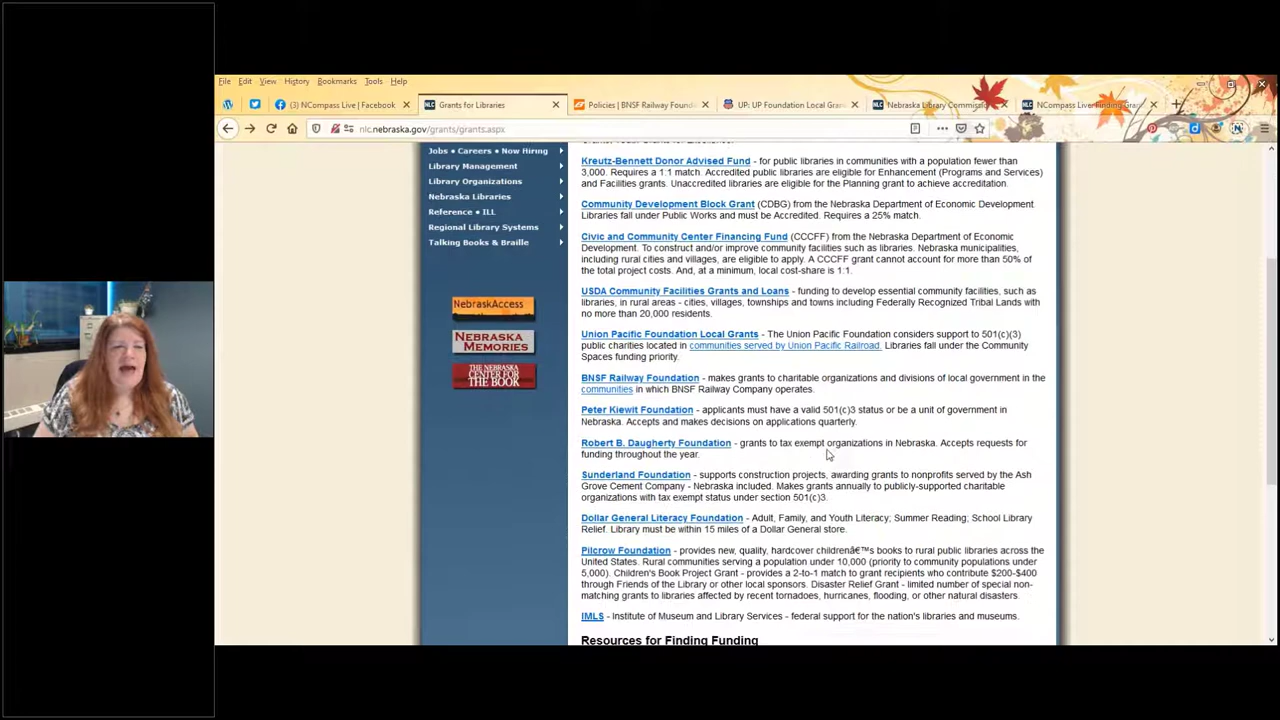 File Edit View History Bookmarks Tools Help
(3) NCompass Live | Facebook
Grants for Libraries
Policies | BNSF Railway Found
UP: UP Foundation Local Gran
Nebraska Library Commissi
NCompass Live: Finding Gra
nlc.nebraska.gov/grants/grants.aspx
Jobs • Careers • Now Hiring
Library Management
Library Organizations
Nebraska Libraries
Reference • ILL
Regional Library Systems
Talking Books & Braille
NebraskAccess
NEBRASKA
MEMORIES
THE NEBRASKA
CENTER FOR
THE BOOK
Kreutz-Bennett Donor Advised Fund - for public libraries in communities with a population fewer than
3,000. Requires a 1:1 match. Accredited public libraries are eligible for Enhancement (Programs and Services)
and Facilities grants. Unaccredited libraries are eligible for the Planning grant to achieve accreditation.
Community Development Block Grant (CDBG) from the Nebraska Department of Economic Development.
Libraries fall under Public Works and must be Accredited. Requires a 25% match.
Civic and Community Center Financing Fund (CCCFF) from the Nebraska Department of Economic
Development. To construct and/or improve community facilities such as libraries. Nebraska municipalities,
including rural cities and villages, are eligible to apply. A CCCFF grant cannot account for more than 50% of
the total project costs. And, at a minimum, local cost-share is 1:1.
USDA Community Facilities Grants and Loans - funding to develop essential community facilities, such as
libraries, in rural areas - cities, villages, townships and towns including Federally Recognized Tribal Lands with
no more than 20,000 residents.
Union Pacific Foundation Local Grants - The Union Pacific Foundation considers support to 501(c)(3)
public charities located in communities served by Union Pacific Railroad. Libraries fall under the Community
Spaces funding priority.
BNSF Railway Foundation - makes grants to charitable organizations and divisions of local government in the
communities in which BNSF Railway Company operates.
Peter Kiewit Foundation - applicants must have a valid 501(c)3 status or be a unit of government in
Nebraska. Accepts and makes decisions on applications quarterly.
Robert B. Daugherty Foundation - grants to tax exempt organizations in Nebraska. Accepts requests for
funding throughout the year.
Sunderland Foundation - supports construction projects, awarding grants to nonprofits served by the Ash
Grove Cement Company - Nebraska included. Makes grants annually to publicly-supported charitable
organizations with tax exempt status under section 501(c)3.
Dollar General Literacy Foundation - Adult, Family, and Youth Literacy; Summer Reading; School Library
Relief. Library must be within 15 miles of a Dollar General store.
Pilcrow Foundation - provides new, quality, hardcover childrenâ€™s books to rural public libraries across the
United States. Rural communities serving a population under 10,000 (priority to community populations under
5,000). Children's Book Project Grant - provides a 2-to-1 match to grant recipients who contribute $200-$400
through Friends of the Library or other local sponsors. Disaster Relief Grant - limited number of special non-
matching grants to libraries affected by recent tornadoes, hurricanes, flooding, or other natural disasters.
IMLS - Institute of Museum and Library Services - federal support for the nation's libraries and museums.
Resources for Finding Funding